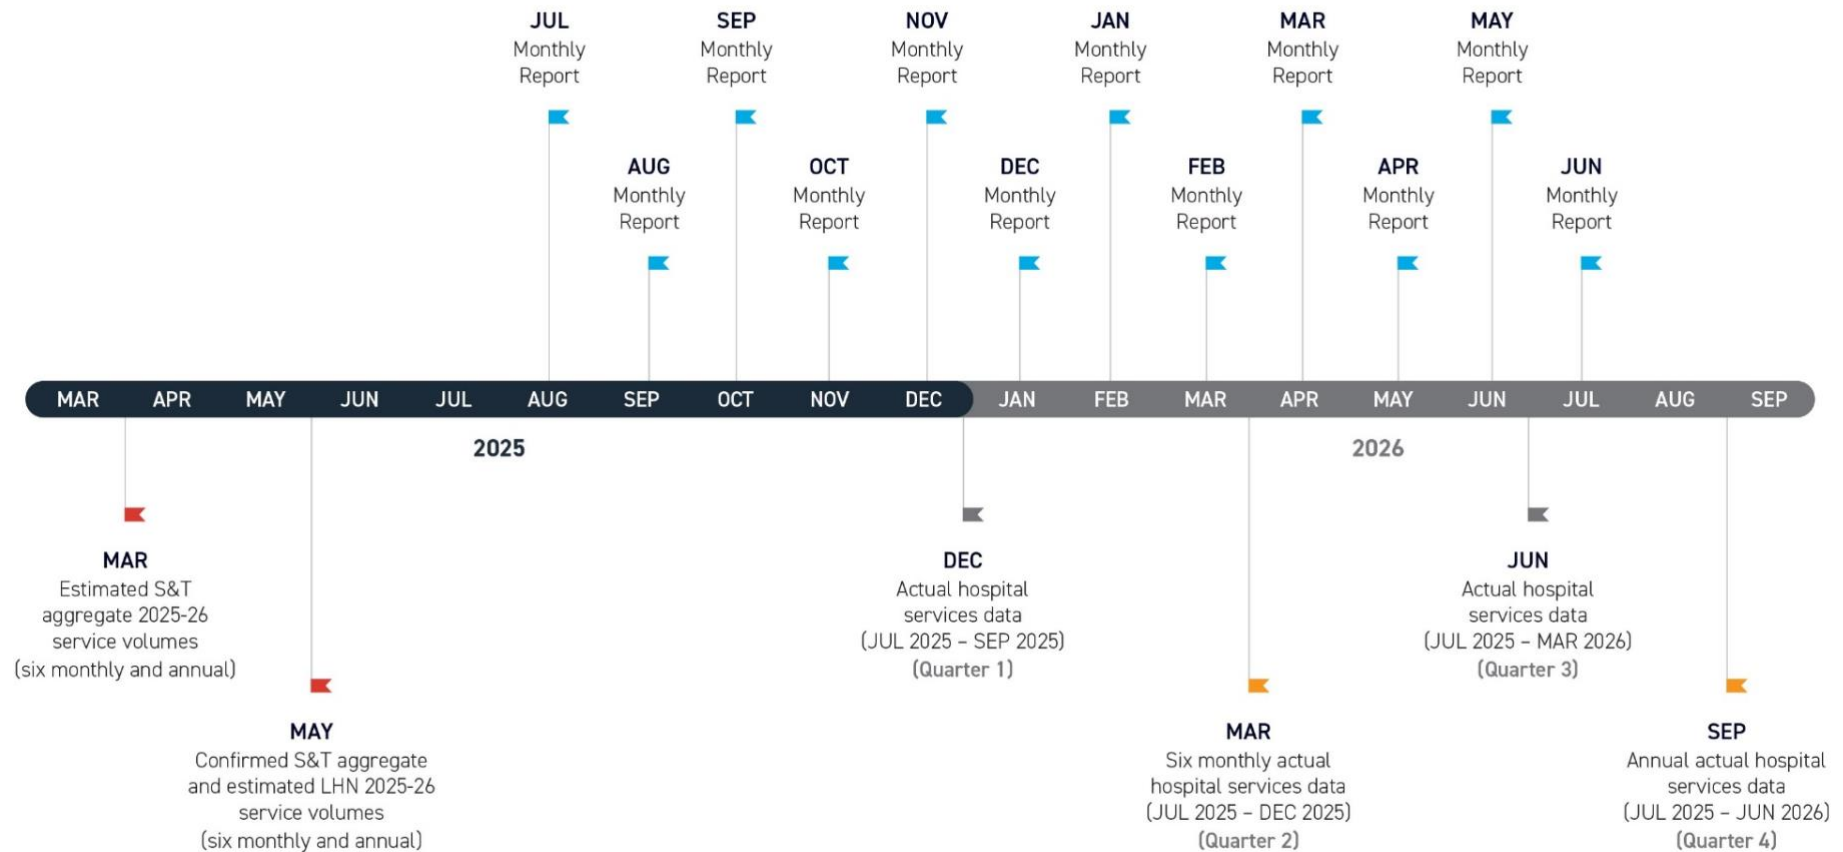 JUL
Monthly
Report
SEP
Monthly
Report
NOV
Monthly
Report
JAN
Monthly
Report
MAR
Monthly
Report
MAY
Monthly
Report
AUG
Monthly
Report
OCT
Monthly
Report
DEC
Monthly
Report
FEB
Monthly
Report
APR
Monthly
Report
JUN
Monthly
Report
MAR APR MAY JUN JUL AUG SEP OCT NOV DEC JAN FEB MAR APR MAY JUN JUL AUG SEP
2025
2026
MAR
Estimated S&T
aggregate 2025-26
service volumes
(six monthly and annual)
MAY
Confirmed S&T aggregate
and estimated LHN 2025-26
service volumes
(six monthly and annual)
DEC
Actual hospital
services data
(JUL 2025 – SEP 2025)
(Quarter 1)
MAR
Six monthly actual
hospital services data
(JUL 2025 – DEC 2025)
(Quarter 2)
JUN
Actual hospital
services data
(JUL 2025 – MAR 2026)
(Quarter 3)
SEP
Annual actual hospital
services data
(JUL 2025 – JUN 2026)
(Quarter 4)